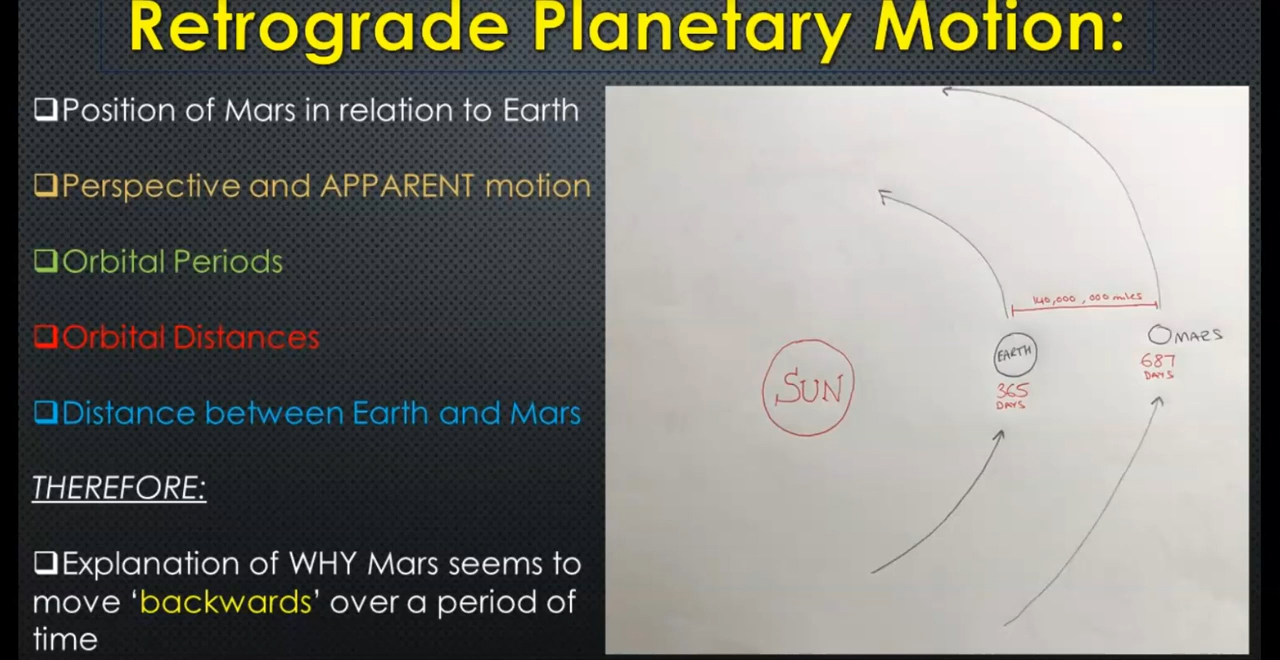 Retrograde Planetary Motion:
Position of Mars in relation to Earth
Perspective and APPARENT motion
Orbital Periods
Orbital Distances
Distance between Earth and Mars
THEREFORE:
Explanation of WHY Mars seems to
move ‘backwards’ over a period of
time
140,000,000 miles
EARTH
MARS
687
DAYS
SUN
365
DAYS